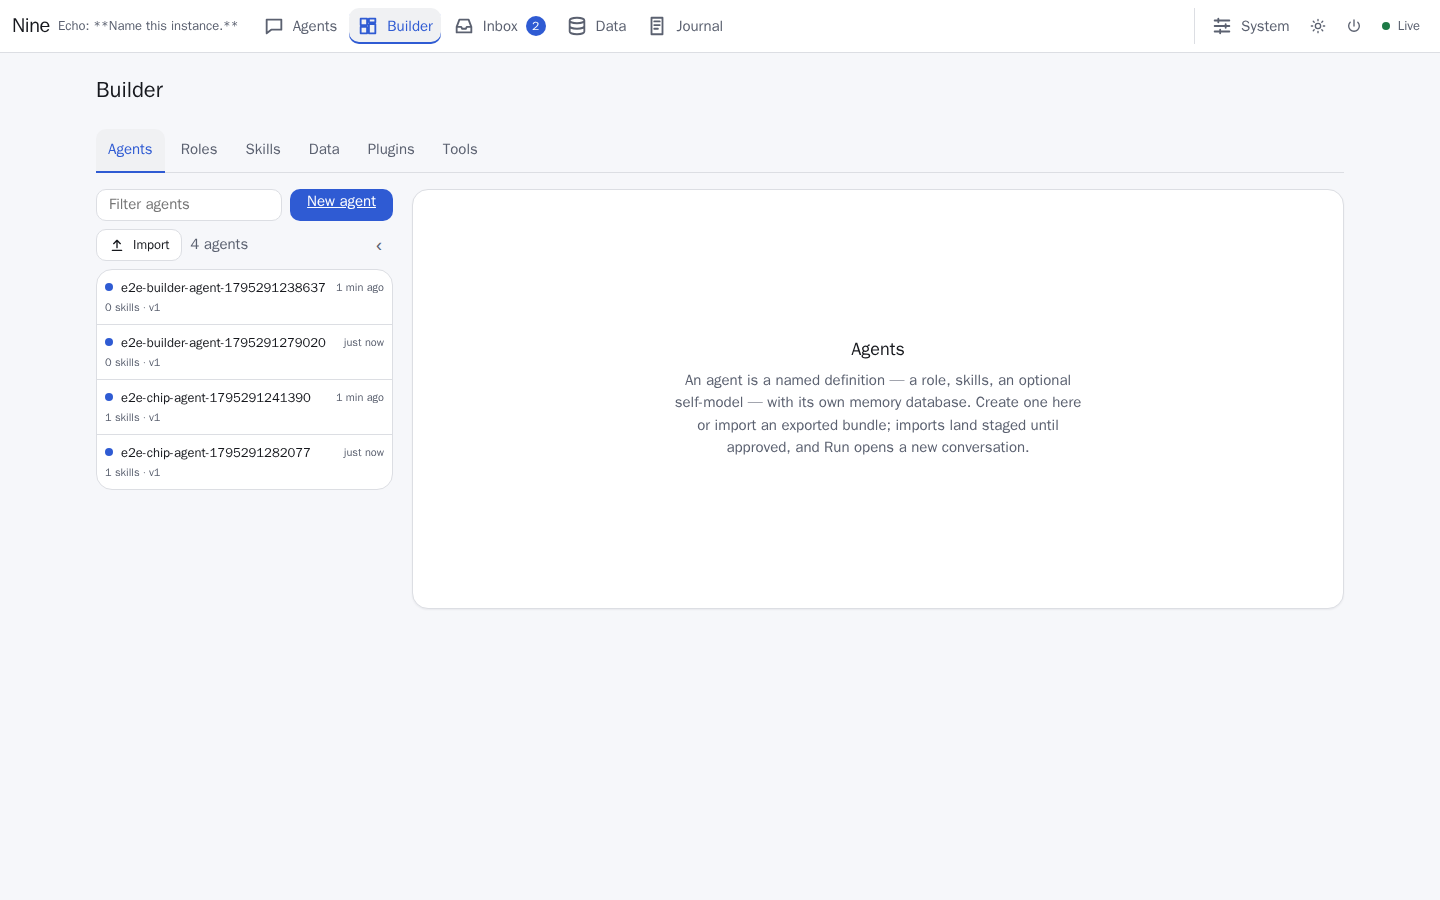 Nine Echo: **Name this instance.** Agents Builder Inbox 2 Data Journal System Live
Builder
Agents Roles Skills Data Plugins Tools
Filter agents New agent
Import 4 agents ‹
e2e-builder-agent-1795291238637 1 min ago
0 skills · v1
e2e-builder-agent-1795291279020 just now
0 skills · v1
e2e-chip-agent-1795291241390 1 min ago
1 skills · v1
e2e-chip-agent-1795291282077 just now
1 skills · v1
Agents
An agent is a named definition — a role, skills, an optional
self-model — with its own memory database. Create one here
or import an exported bundle; imports land staged until
approved, and Run opens a new conversation.